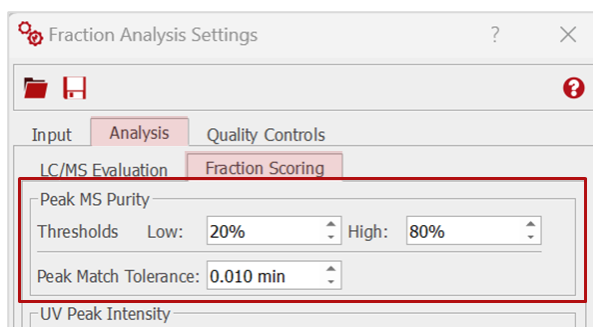 Fraction Analysis Settings ? ×
?
Input Analysis Quality Controls
LC/MS Evaluation Fraction Scoring
Peak MS Purity
Thresholds Low: 20% High: 80%
Peak Match Tolerance: 0.010 min
UV Peak Intensity